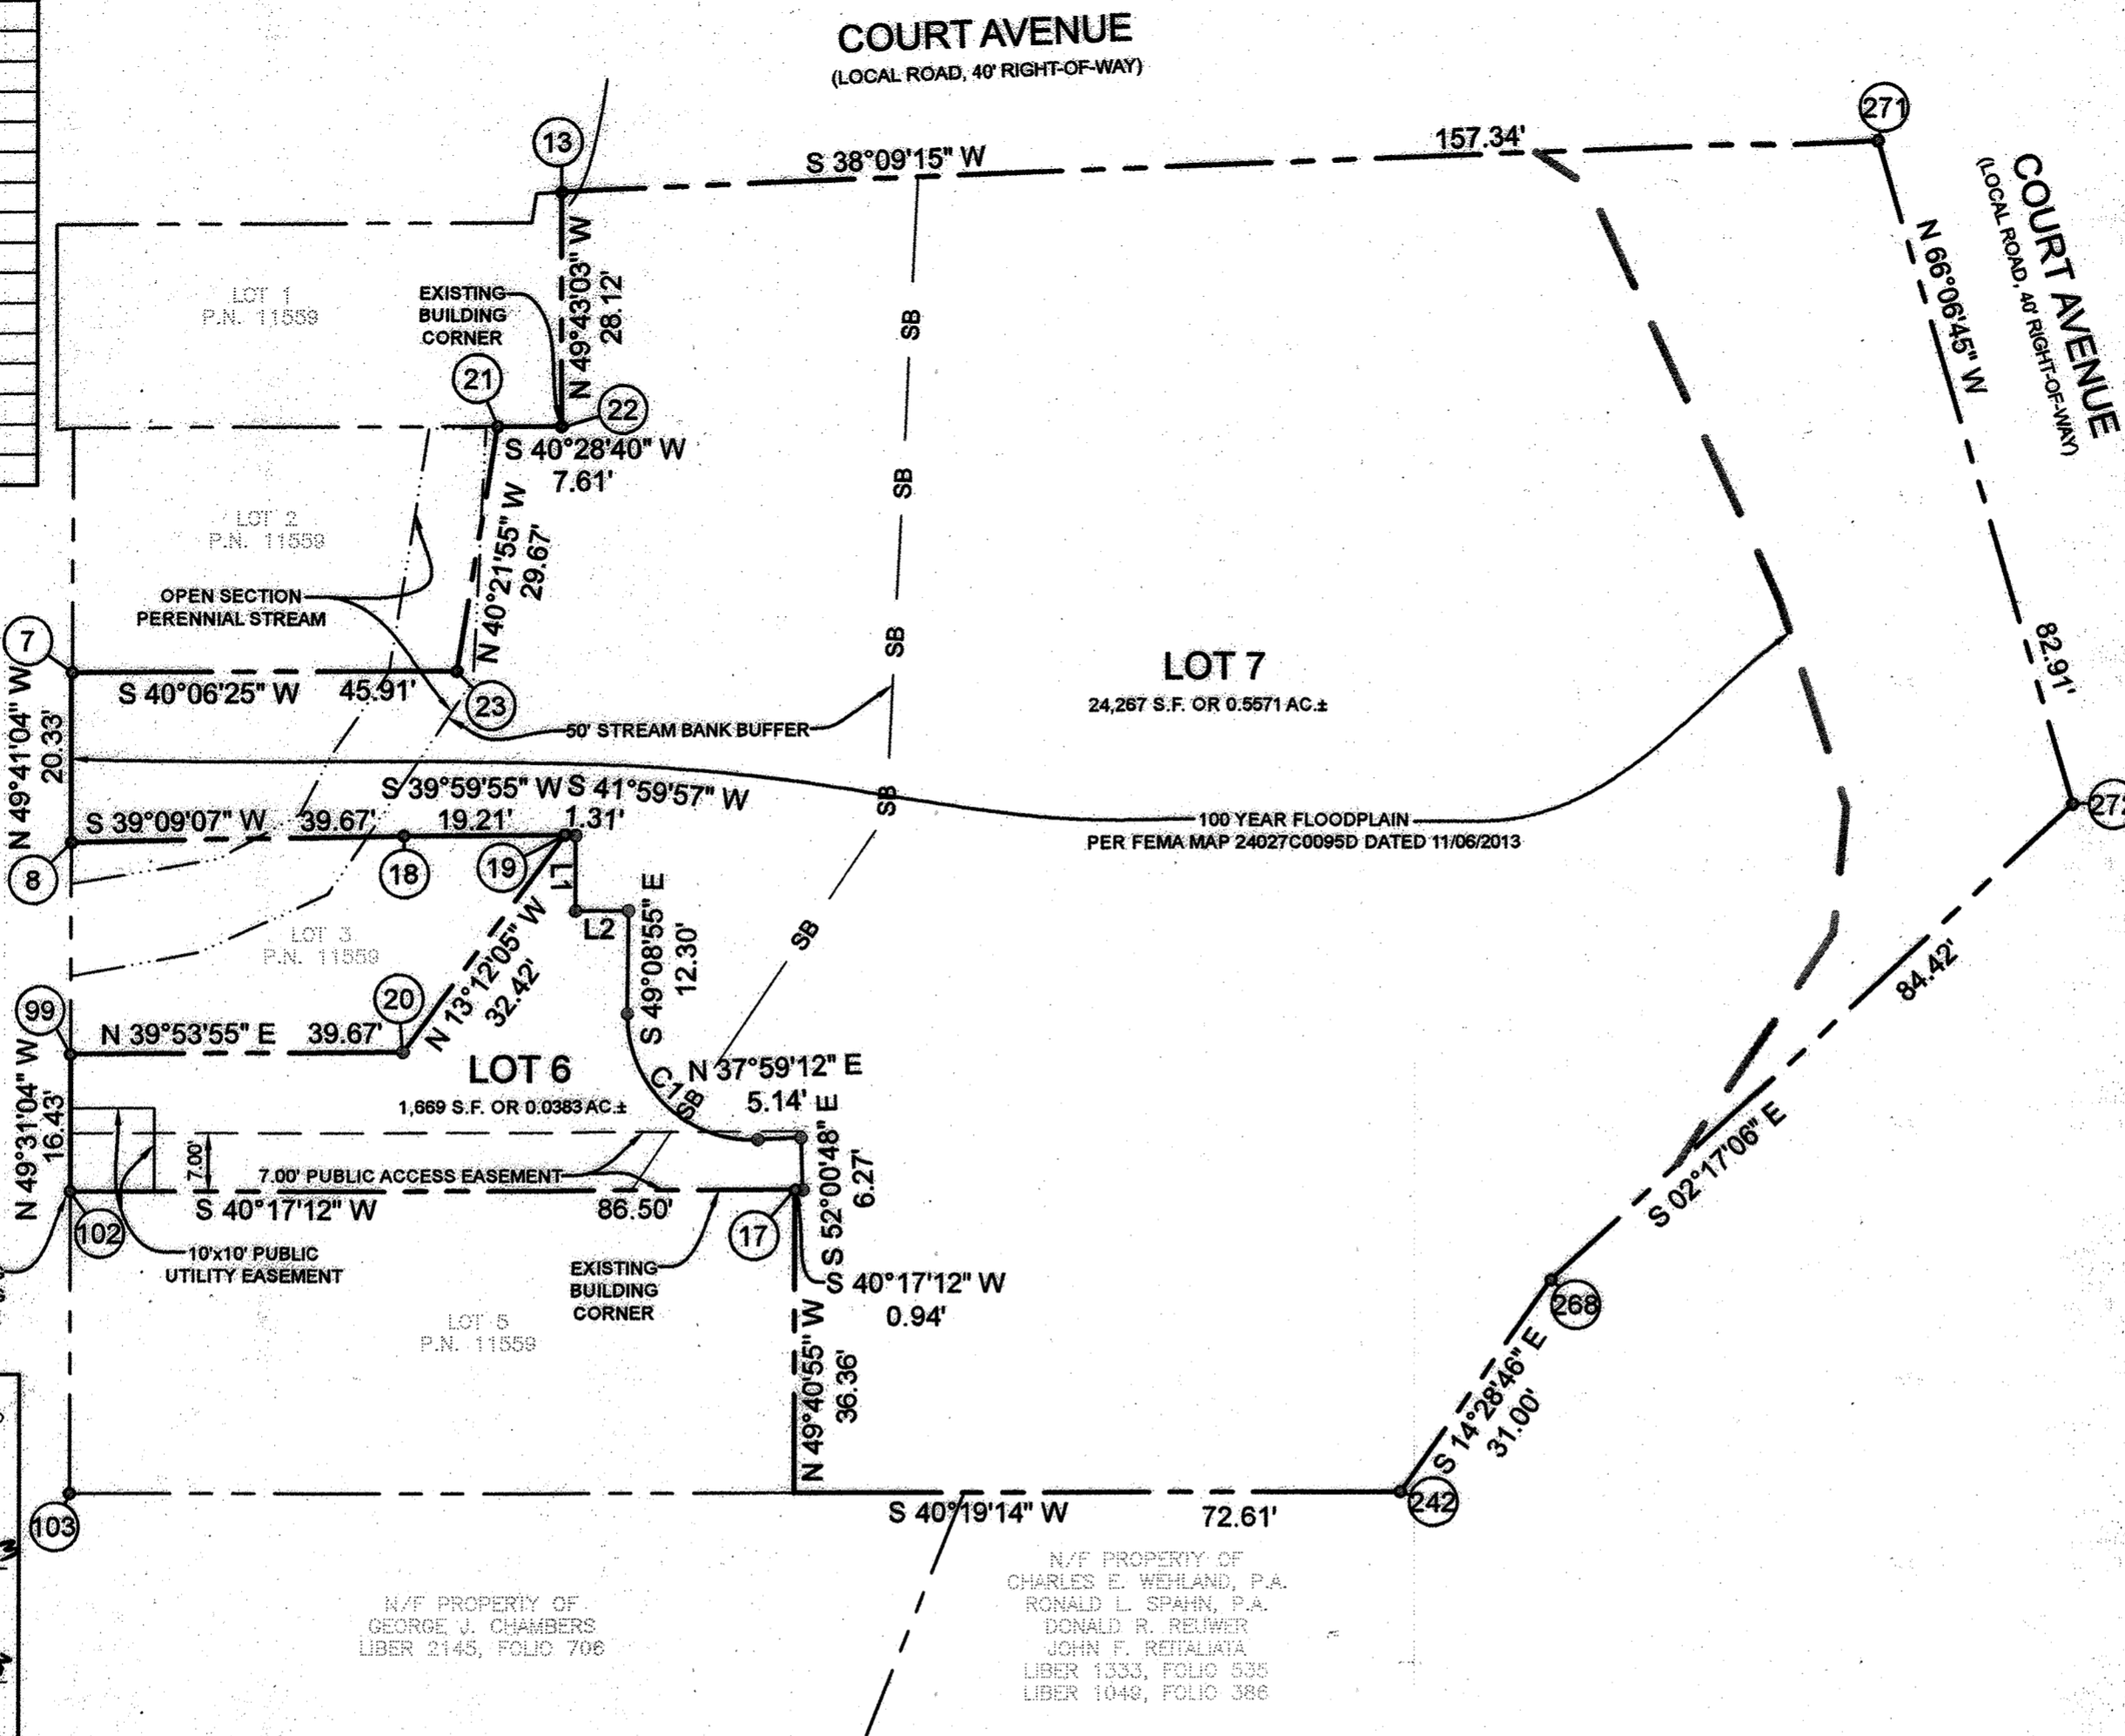 COURT AVENUE
(LOCAL ROAD, 40' RIGHT-OF-WAY)
271
13
S 38°09'15" W
157.34'
COURT AVENUE
(LOCAL ROAD, 40' RIGHT-OF-WAY)
N 66°06'45" W
82.91'
N 49°43'03" W
28.12'
LOT 1
P.N. 11559
EXISTING
BUILDING
CORNER
SB
21
22
S 40°28'40" W
7.61'
SB
LOT 2
P.N. 11559
N 40°21'55" W
29.67'
OPEN SECTION
PERENNIAL STREAM
7
SB
LOT 7
24,267 S.F. OR 0.5571 AC.±
S 40°06'25" W
45.91'
23
50' STREAM BANK BUFFER
N 49°41'04" W
20.33'
S 39°59'55" W
S 41°59'57" W
SB
S 39°09'07" W
39.67'
19.21'
1.31'
100 YEAR FLOODPLAIN
PER FEMA MAP 24027C0095D DATED 11/06/2013
8
18
19
L1
L2
S 49°08'55" E
12.30'
SB
84.42'
LOT 3
P.N. 11559
N 13°12'05" W
32.42'
99
20
N 39°53'55" E
39.67'
LOT 6
1,669 S.F. OR 0.0383 AC.±
C1
SB
N 37°59'12" E
5.14'
N 49°31'04" W
16.43'
7.00'
7.00' PUBLIC ACCESS EASEMENT
S 52°00'48" E
6.27'
S 02°17'06" E
S 40°17'12" W
86.50'
102
17
10'x10' PUBLIC
UTILITY EASEMENT
EXISTING
BUILDING
CORNER
S 40°17'12" W
0.94'
268
LOT 5
P.N. 11559
N 49°40'55" W
36.36'
S 14°28'46" E
31.00'
242
S 40°19'14" W
72.61'
103
N/F PROPERTY OF
GEORGE J. CHAMBERS
LIBER 2145, FOLIO 706
N/F PROPERTY OF
CHARLES E. WEHLAND, P.A.
RONALD L. SPAHN, P.A.
DONALD R. REUWER
JOHN F. REITALIATA
LIBER 1333, FOLIO 535
LIBER 1049, FOLIO 386